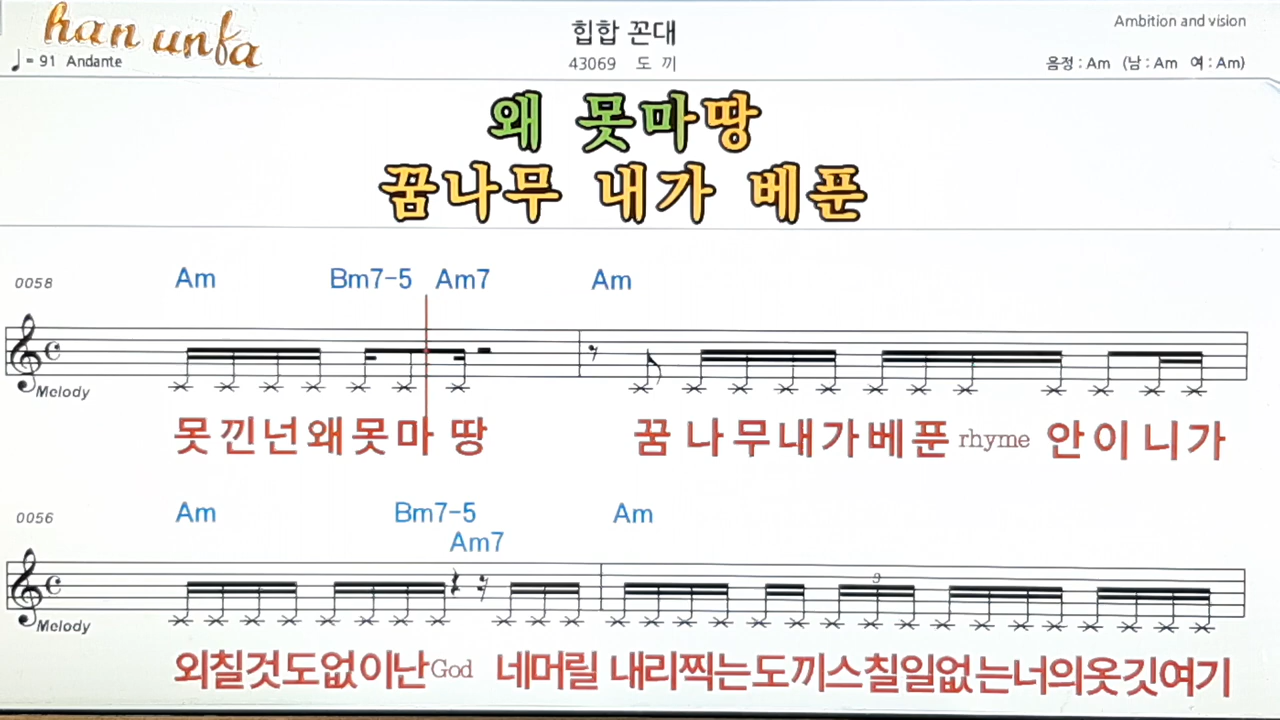 han unfa
힙합 꼰대
Ambition and vision
♩= 91 Andante
43069 도 끼
음정 : Am (남 : Am 여 : Am)
왜 못마땅
꿈나무 내가 베푼
0058
Am Bm7-5 Am7 Am
Melody
못낀넌왜못마 땅 꿈 나무내가베푼 rhyme 안이니가
0056
Am Bm7-5 Am7 Am
3
Melody
외칠것도없이난God 네머릴 내리찍는도끼스칠일없는너의옷깃여기